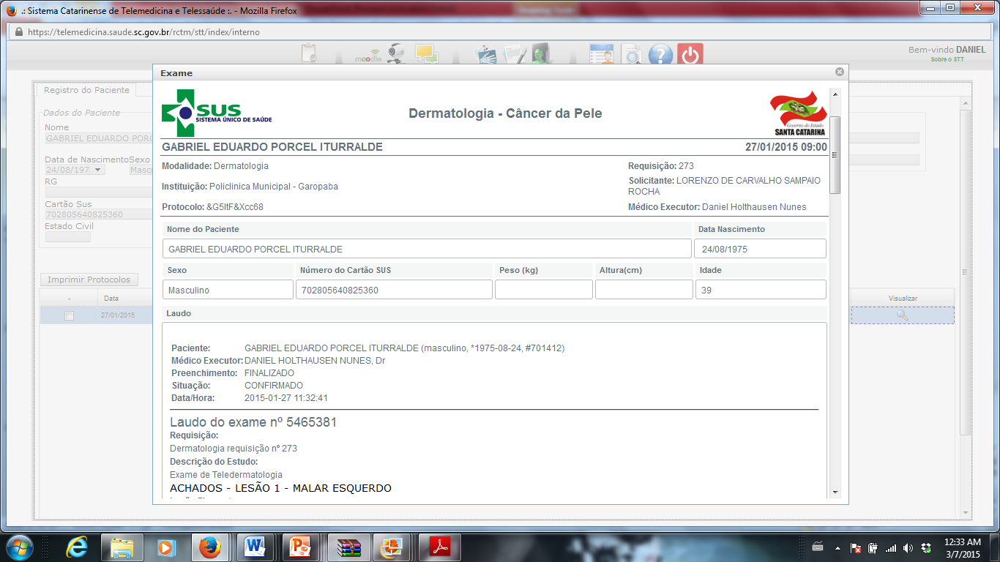 .: Sistema Catarinense de Telemedicina e Telessaúde :. - Mozilla Firefox
https://telemedicina.saude.sc.gov.br/rctm/stt/index/interno
moodle
Bem-vindo DANIEL
Sobre o STT
Exame
Registro do Paciente
Dados do Paciente
Nome
GABRIEL EDUARDO PORC
Data de Nascimento Sexo
24/08/197 Mascu
RG
Cartão Sus
702805640825360
Estado Civil
Imprimir Protocolos
- Data
27/01/2015
Visualizar
SUS
SISTEMA ÚNICO DE SAÚDE
Dermatologia - Câncer da Pele
Governo do Estado
SANTA CATARINA
GABRIEL EDUARDO PORCEL ITURRALDE 27/01/2015 09:00
Modalidade: Dermatologia Requisição: 273
Instituição: Policlinica Municipal - Garopaba Solicitante: LORENZO DE CARVALHO SAMPAIO
ROCHA
Protocolo: &G5ItF&Xcc68 Médico Executor: Daniel Holthausen Nunes
Nome do Paciente Data Nascimento
GABRIEL EDUARDO PORCEL ITURRALDE 24/08/1975
Sexo Número do Cartão SUS Peso (kg) Altura(cm) Idade
Masculino 702805640825360 39
Laudo
Paciente: GABRIEL EDUARDO PORCEL ITURRALDE (masculino, *1975-08-24, #701412)
Médico Executor: DANIEL HOLTHAUSEN NUNES, Dr
Preenchimento: FINALIZADO
Situação: CONFIRMADO
Data/Hora: 2015-01-27 11:32:41
Laudo do exame nº 5465381
Requisição:
Dermatologia requisição nº 273
Descrição do Estudo:
Exame de Teledermatologia
ACHADOS - LESÃO 1 - MALAR ESQUERDO
12:33 AM
3/7/2015